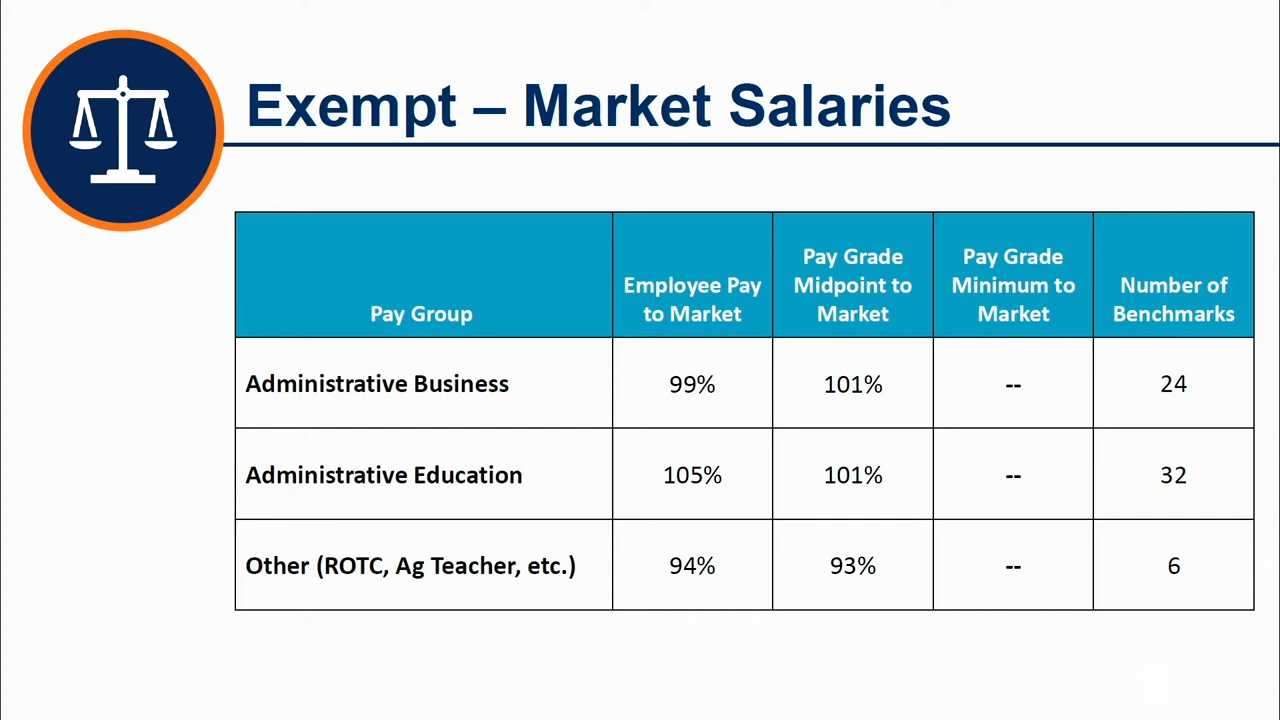 Exempt – Market Salaries
Pay Group
Employee Pay
to Market
Pay Grade
Midpoint to
Market
Pay Grade
Minimum to
Market
Number of
Benchmarks
Administrative Business
99%
101%
--
24
Administrative Education
105%
101%
--
32
Other (ROTC, Ag Teacher, etc.)
94%
93%
--
6